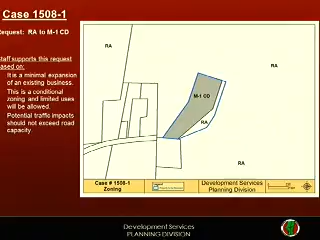 Case 1508-1
Request: RA to M-1 CD
Staff supports this request
based on:
It is a minimal expansion
of an existing business.
This is a conditional
zoning and limited uses
will be allowed.
Potential traffic impacts
should not exceed road
capacity
RA
RA
M-1 CD
RA
RA
Case # 1508-1
Zoning
Development Services
Planning Division
Development Services
PLANNING DIVISION